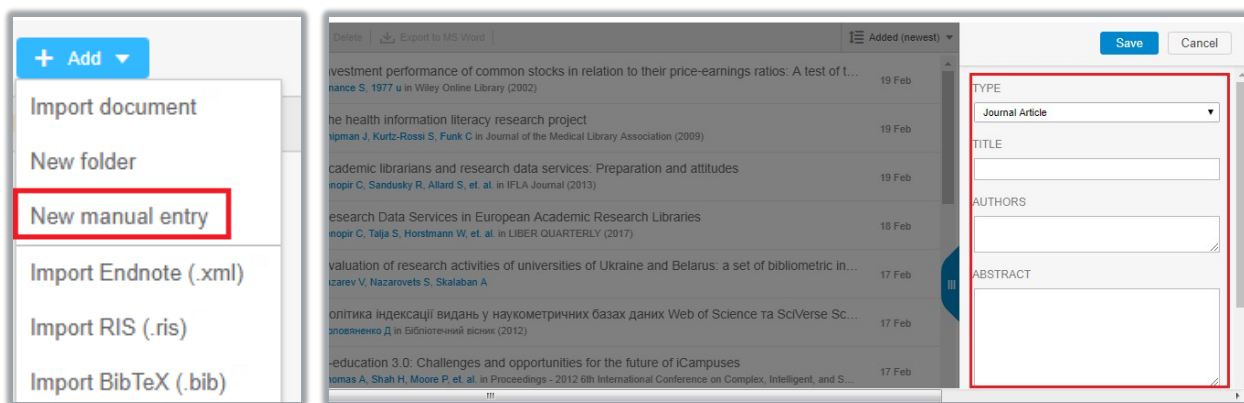 + Add
Import document
New folder
New manual entry
Import Endnote (.xml)
Import RIS (.ris)
Import BibTeX (.bib)
Delete
Export to MS Word
Added (newest)
Save
Cancel
vestment performance of common stocks in relation to their price-earnings ratios: A test of t...
nance S, 1977 u in Wiley Online Library (2002)
19 Feb
he health information literacy research project
hipman J, Kurtz-Rossi S, Funk C in Journal of the Medical Library Association (2009)
19 Feb
cademic librarians and research data services: Preparation and attitudes
enopir C, Sandusky R, Allard S, et. al. in IFLA Journal (2013)
19 Feb
esearch Data Services in European Academic Research Libraries
enopir C, Talja S, Horstmann W, et. al. in LIBER QUARTERLY (2017)
18 Feb
valuation of research activities of universities of Ukraine and Belarus: a set of bibliometric in...
azarev V, Nazarovets S, Skalaban A
17 Feb
олітика індексації видань у наукометричних базах даних Web of Science та SciVerse Sc...
оловяненко Д in Бібліотечний вісник (2012)
17 Feb
-education 3.0: Challenges and opportunities for the future of iCampuses
homas A, Shah H, Moore P, et. al. in Proceedings - 2012 6th International Conference on Complex, Intelligent, and S...
17 Feb
TYPE
Journal Article
TITLE
AUTHORS
ABSTRACT